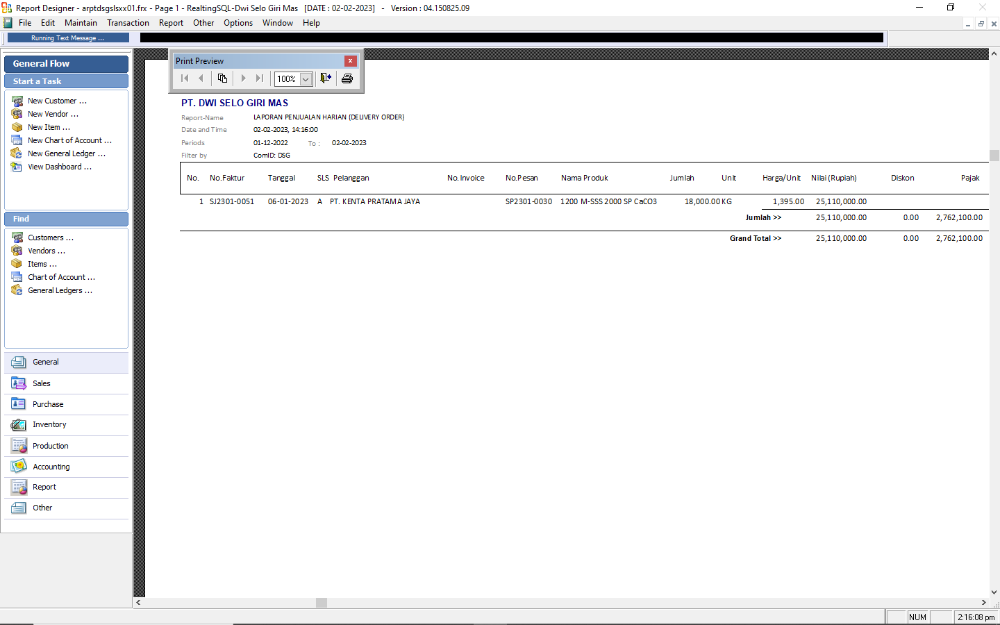 Report Designer - arptdsgslsxx01.frx - Page 1 - RealtingSQL-Dwi Selo Giri Mas [DATE : 02-02-2023] - Version : 04.150825.09
File Edit Maintain Transaction Report Other Options Window Help
Running Text Message ...
General Flow
Start a Task
New Customer ...
New Vendor ...
New Item ...
New Chart of Account ...
New General Ledger ...
View Dashboard ...
Find
Customers ...
Vendors ...
Items ...
Chart of Account ...
General Ledgers ...
General
Sales
Purchase
Inventory
Production
Accounting
Report
Other
Print Preview
100%
PT. DWI SELO GIRI MAS
Report-Name LAPORAN PENJUALAN HARIAN (DELIVERY ORDER)
Date and Time 02-02-2023, 14:16:00
Periods 01-12-2022 To : 02-02-2023
Filter by ComID: DSG
No. No.Faktur Tanggal SLS Pelanggan No.Invoice No.Pesan Nama Produk Jumlah Unit Harga/Unit Nilai (Rupiah) Diskon Pajak
1 SJ2301-0051 06-01-2023 A PT. KENTA PRATAMA JAYA SP2301-0030 1200 M-SSS 2000 SP CaCO3 18,000.00 KG 1,395.00 25,110,000.00
Jumlah >> 25,110,000.00 0.00 2,762,100.00
Grand Total >> 25,110,000.00 0.00 2,762,100.00
NUM 2:16:08 pm